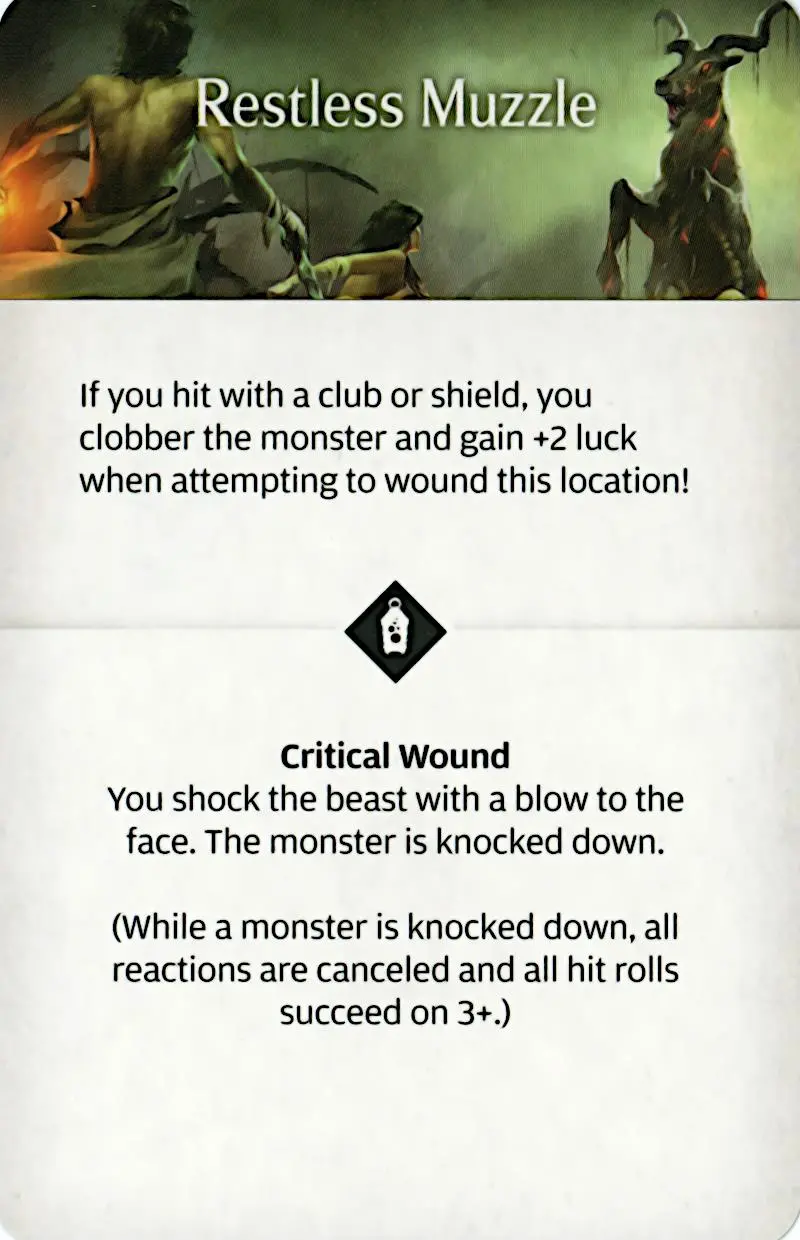 Restless Muzzle
If you hit with a club or shield, you
clobber the monster and gain +2 luck
when attempting to wound this location!
Critical Wound
You shock the beast with a blow to the
face. The monster is knocked down.
(While a monster is knocked down, all
reactions are canceled and all hit rolls
succeed on 3+.)